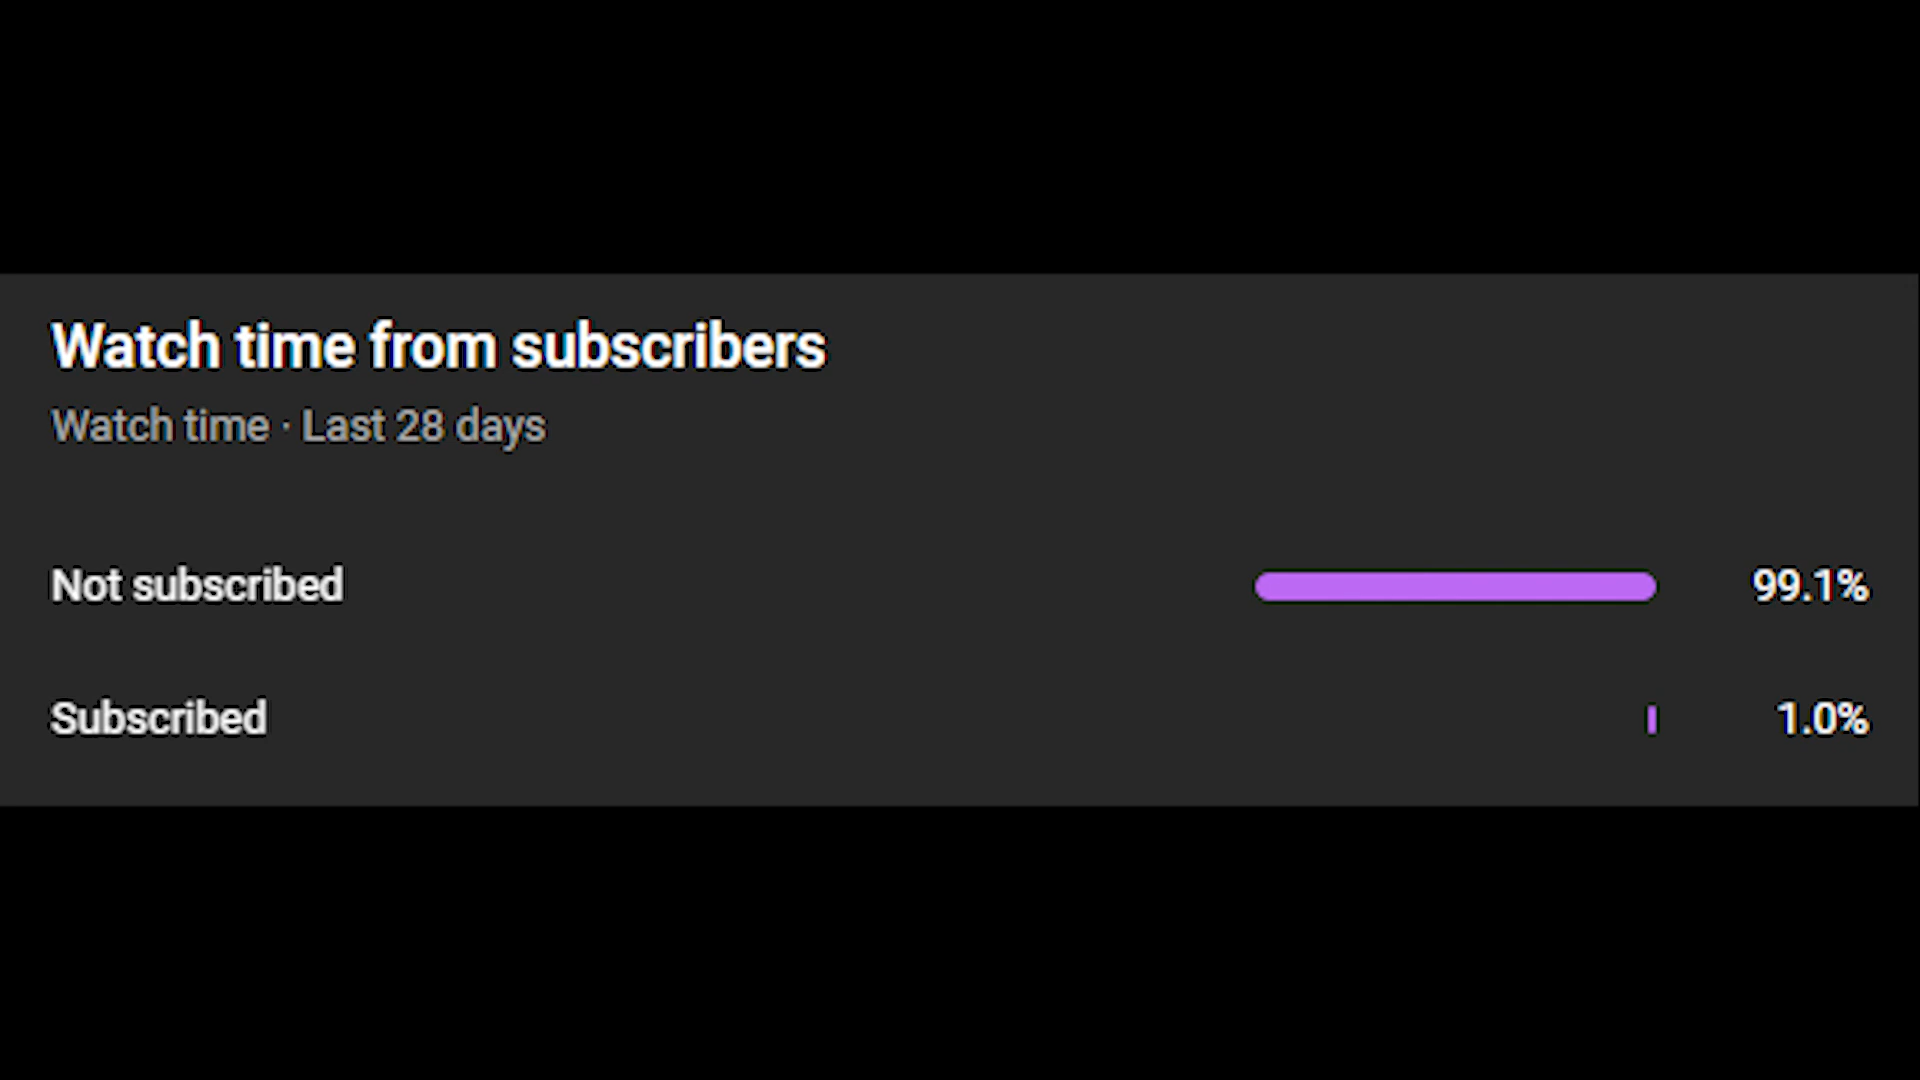 Watch time from subscribers
Watch time · Last 28 days
Not subscribed 99.1%
Subscribed 1.0%